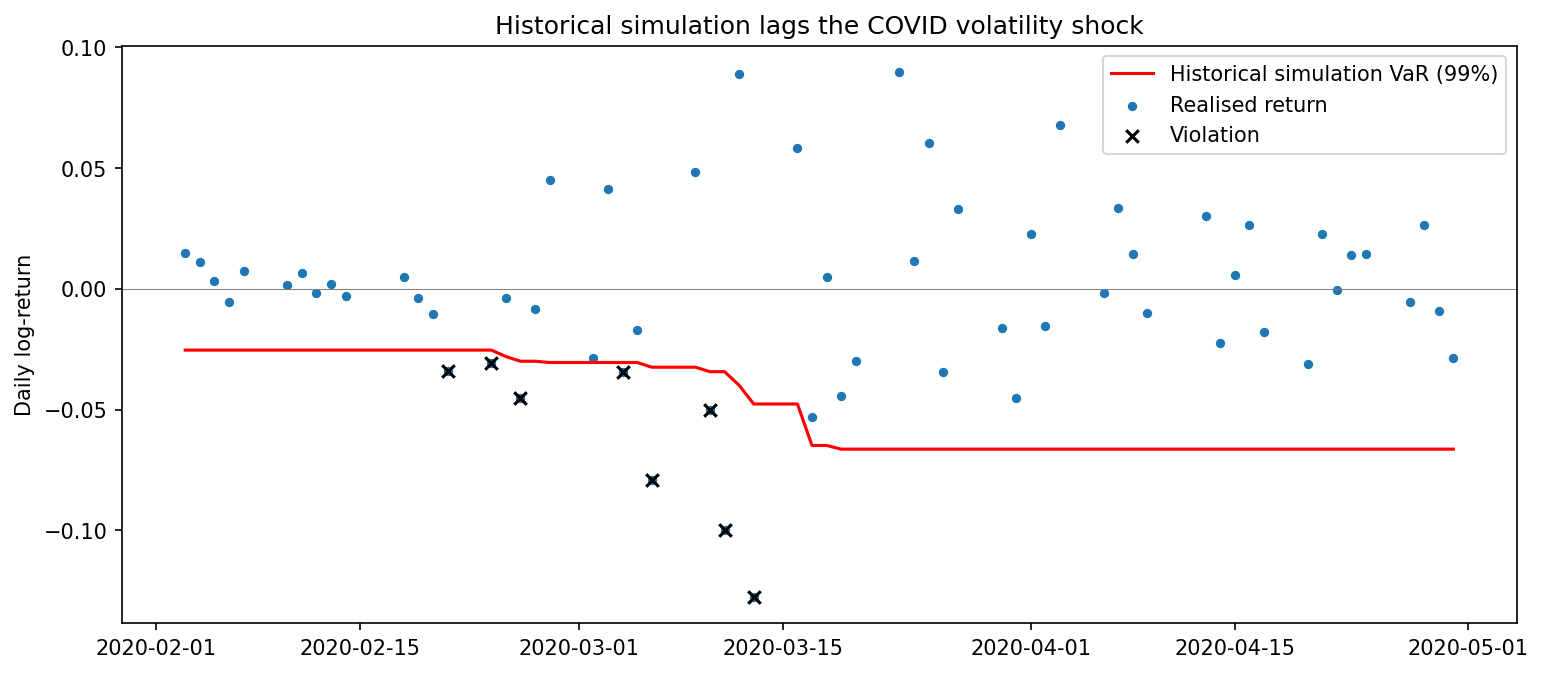 Historical simulation lags the COVID volatility shock
Historical simulation VaR (99%)
Realised return
Violation
Daily log-return
0.10
0.05
0.00
−0.05
−0.10
2020-02-01
2020-02-15
2020-03-01
2020-03-15
2020-04-01
2020-04-15
2020-05-01